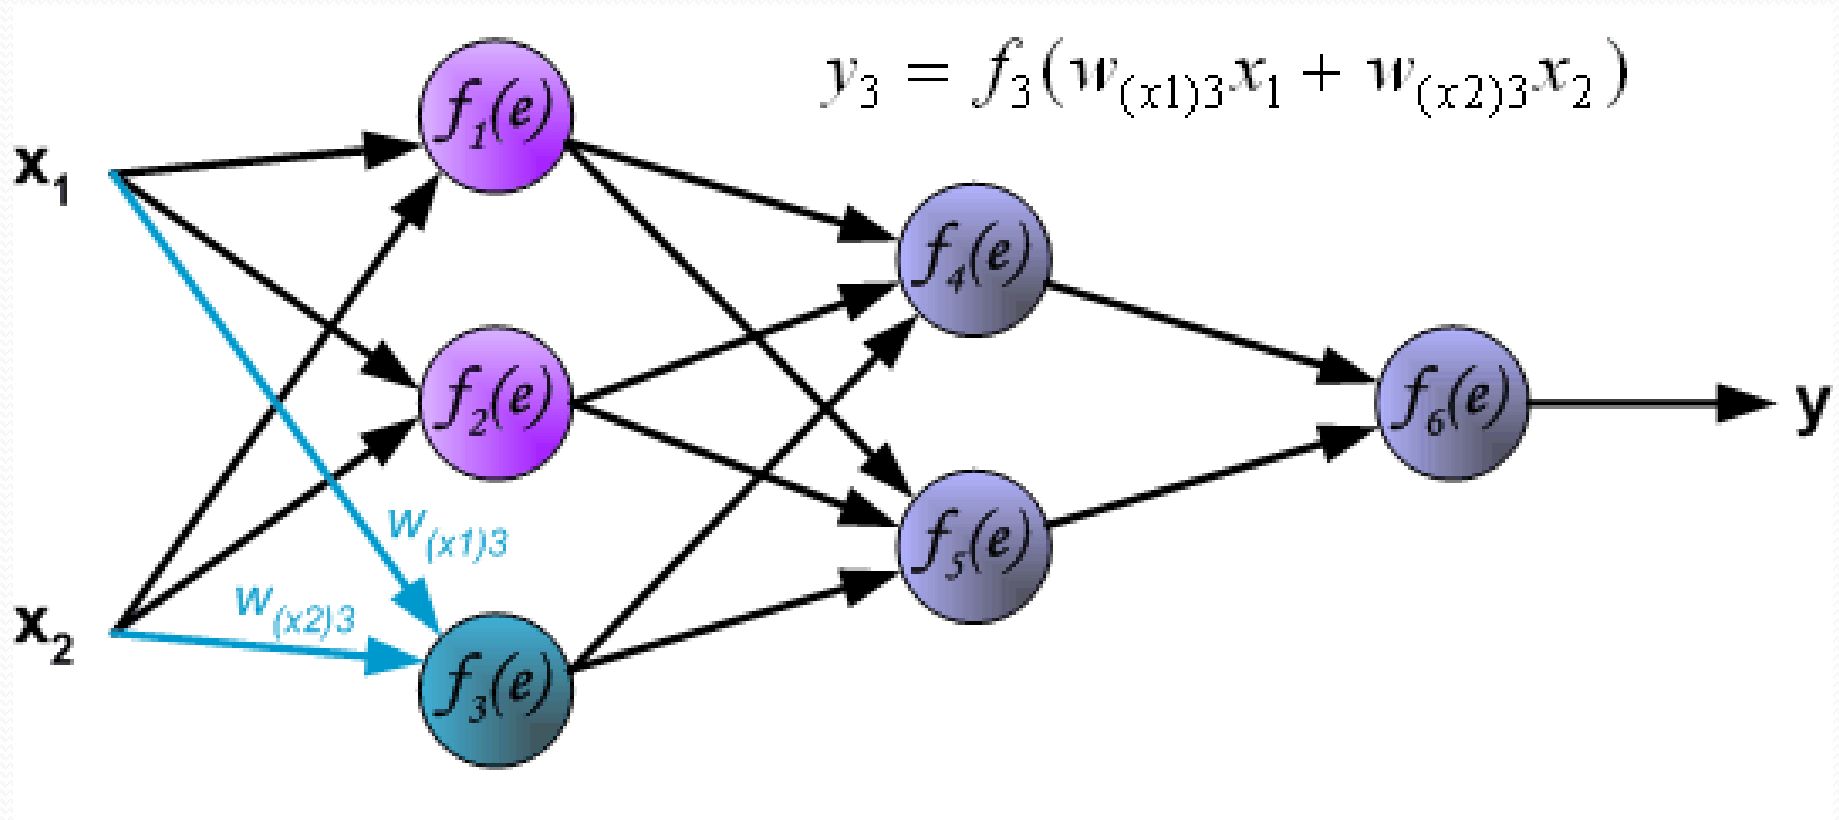 y₃ = f₃(w₍ₓ₁₎₃x₁ + w₍ₓ₂₎₃x₂)
f₁(e)
x₁
f₄(e)
f₂(e)
f₆(e)
y
w₍ₓ₁₎₃
f₅(e)
w₍ₓ₂₎₃
x₂
f₃(e)